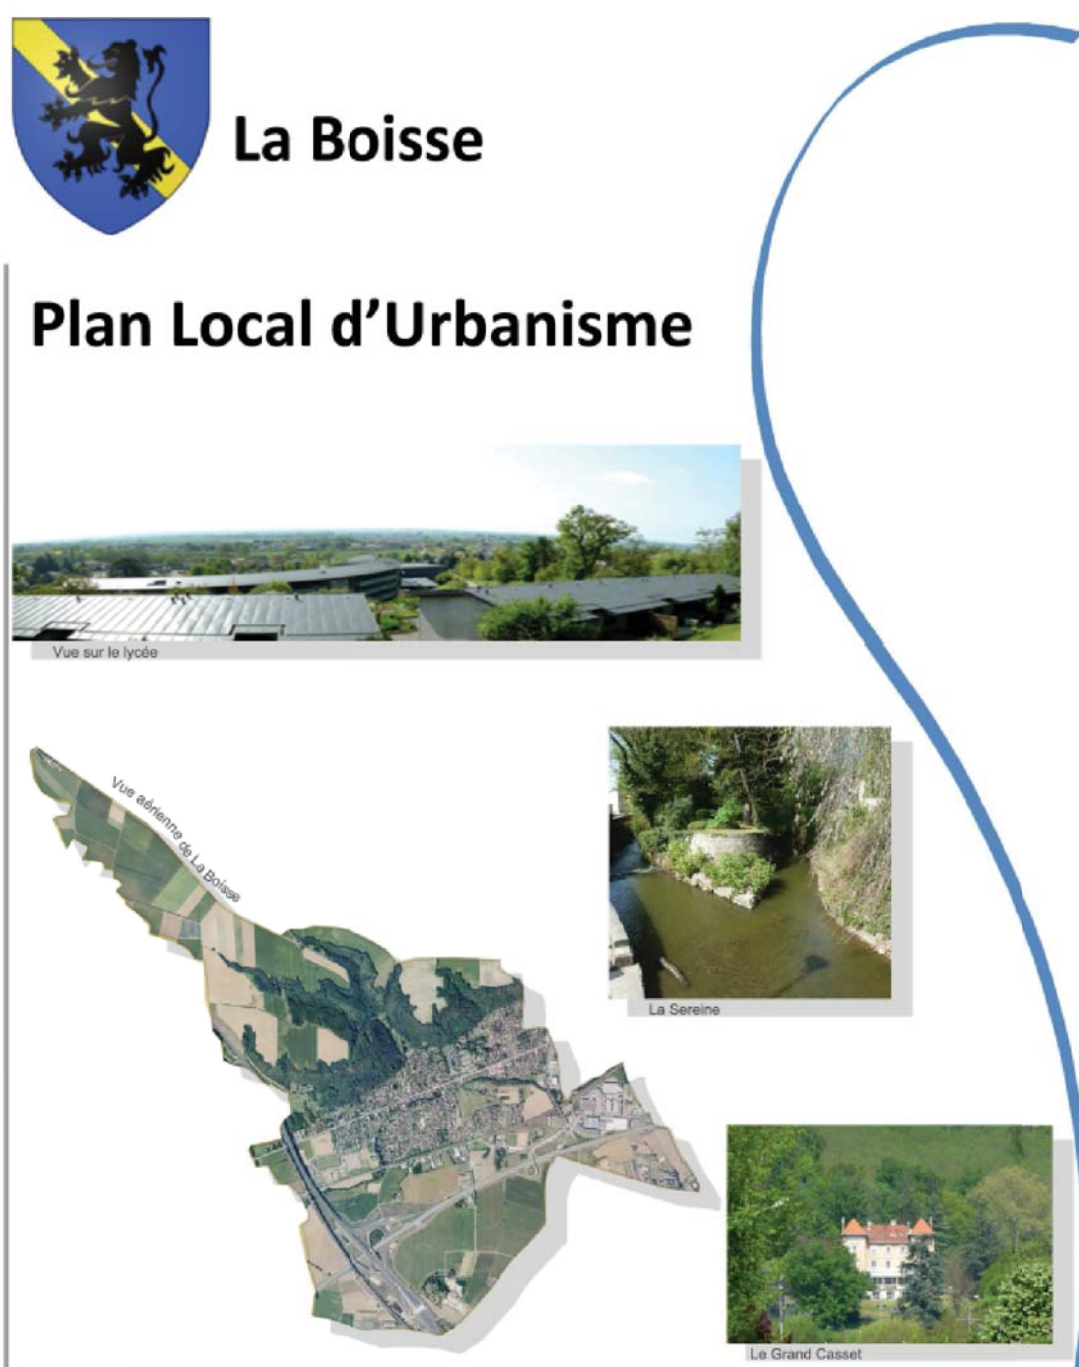 La Boisse
Plan Local d’Urbanisme
Vue sur le lycée
Vue aérienne de La Boisse
La Sereine
Le Grand Casset